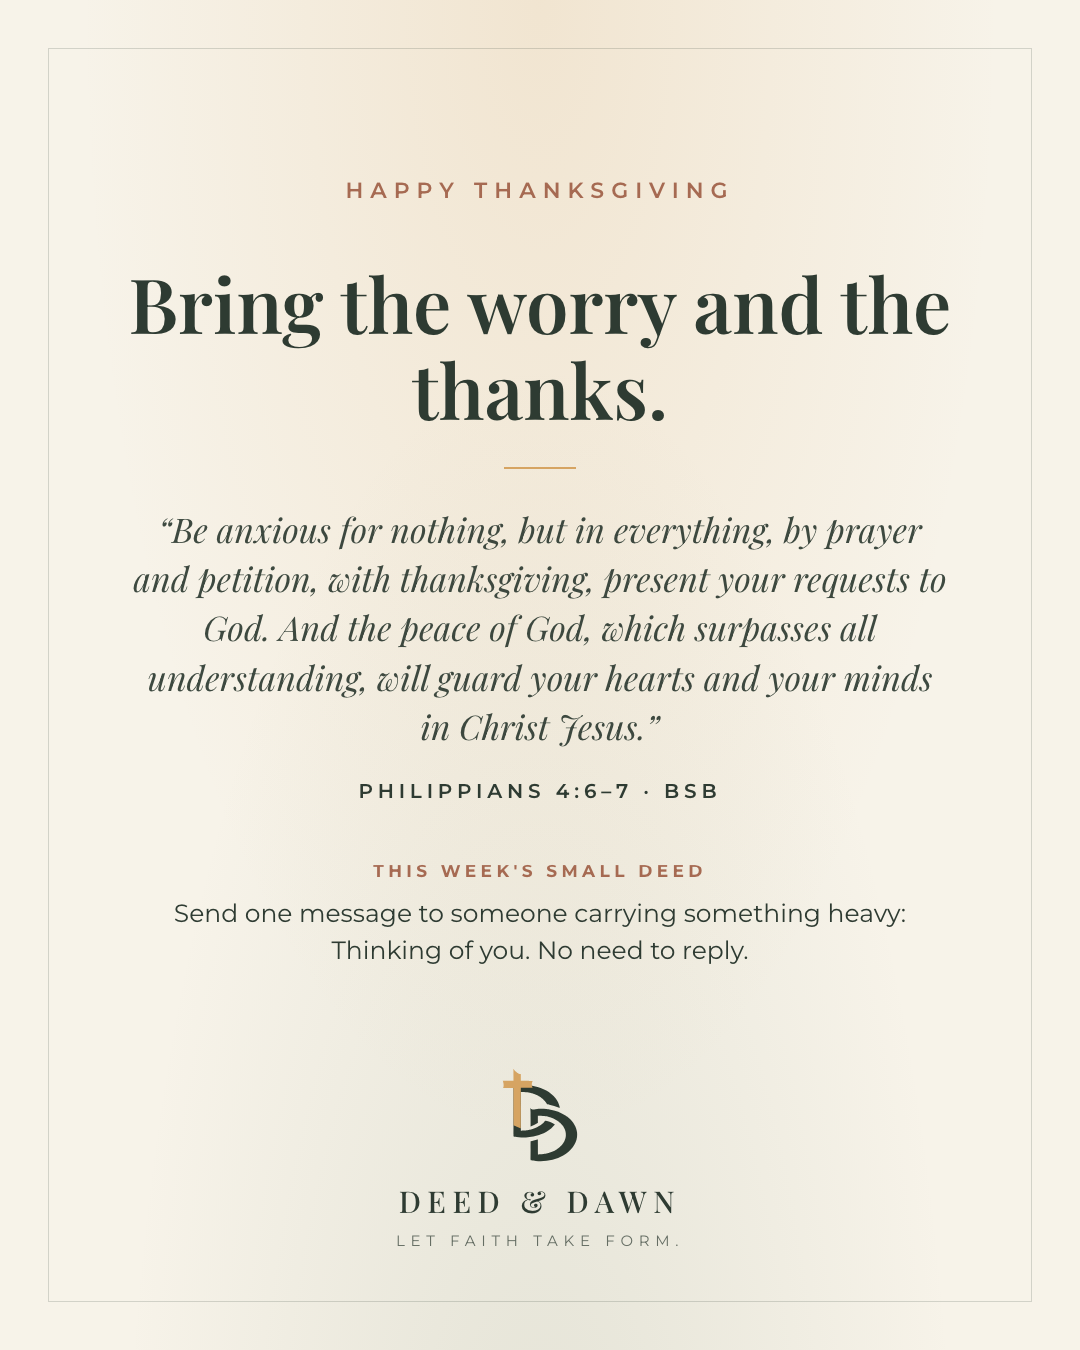 HAPPY THANKSGIVING
Bring the worry and the
thanks.
“Be anxious for nothing, but in everything, by prayer
and petition, with thanksgiving, present your requests to
God. And the peace of God, which surpasses all
understanding, will guard your hearts and your minds
in Christ Jesus.”
PHILIPPIANS 4:6–7 · BSB
THIS WEEK'S SMALL DEED
Send one message to someone carrying something heavy:
Thinking of you. No need to reply.
DEED & DAWN
LET FAITH TAKE FORM.